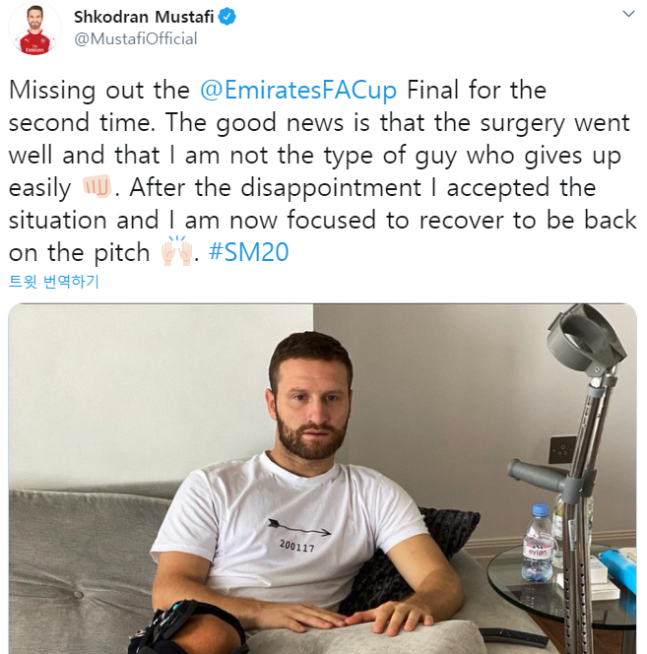 Shkodran Mustafi
@MustafiOfficial
Missing out the @EmiratesFACup Final for the
second time. The good news is that the surgery went
well and that I am not the type of guy who gives up
easily 👊🏻. After the disappointment I accepted the
situation and I am now focused to recover to be back
on the pitch 🙌🏻. #SM20
트윗 번역하기
200117
evian